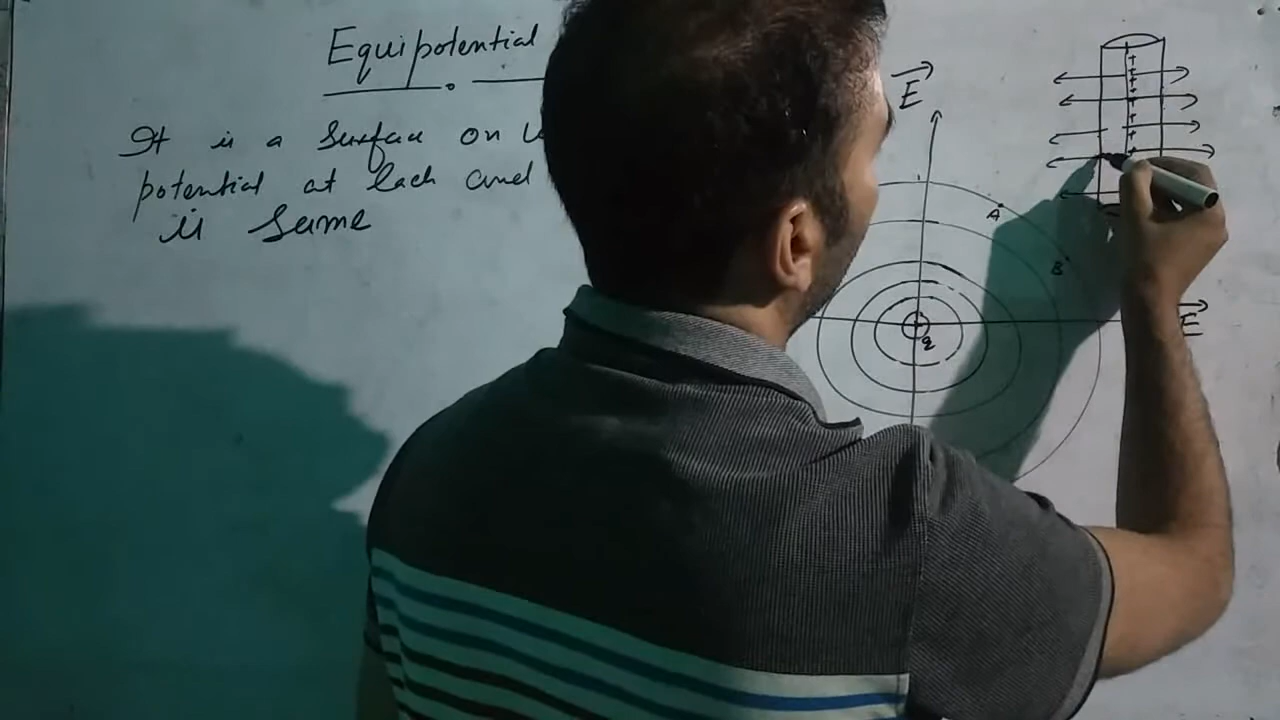 Equipotential
It is a surface on
potential at each and
is same
E
A
B
q
E